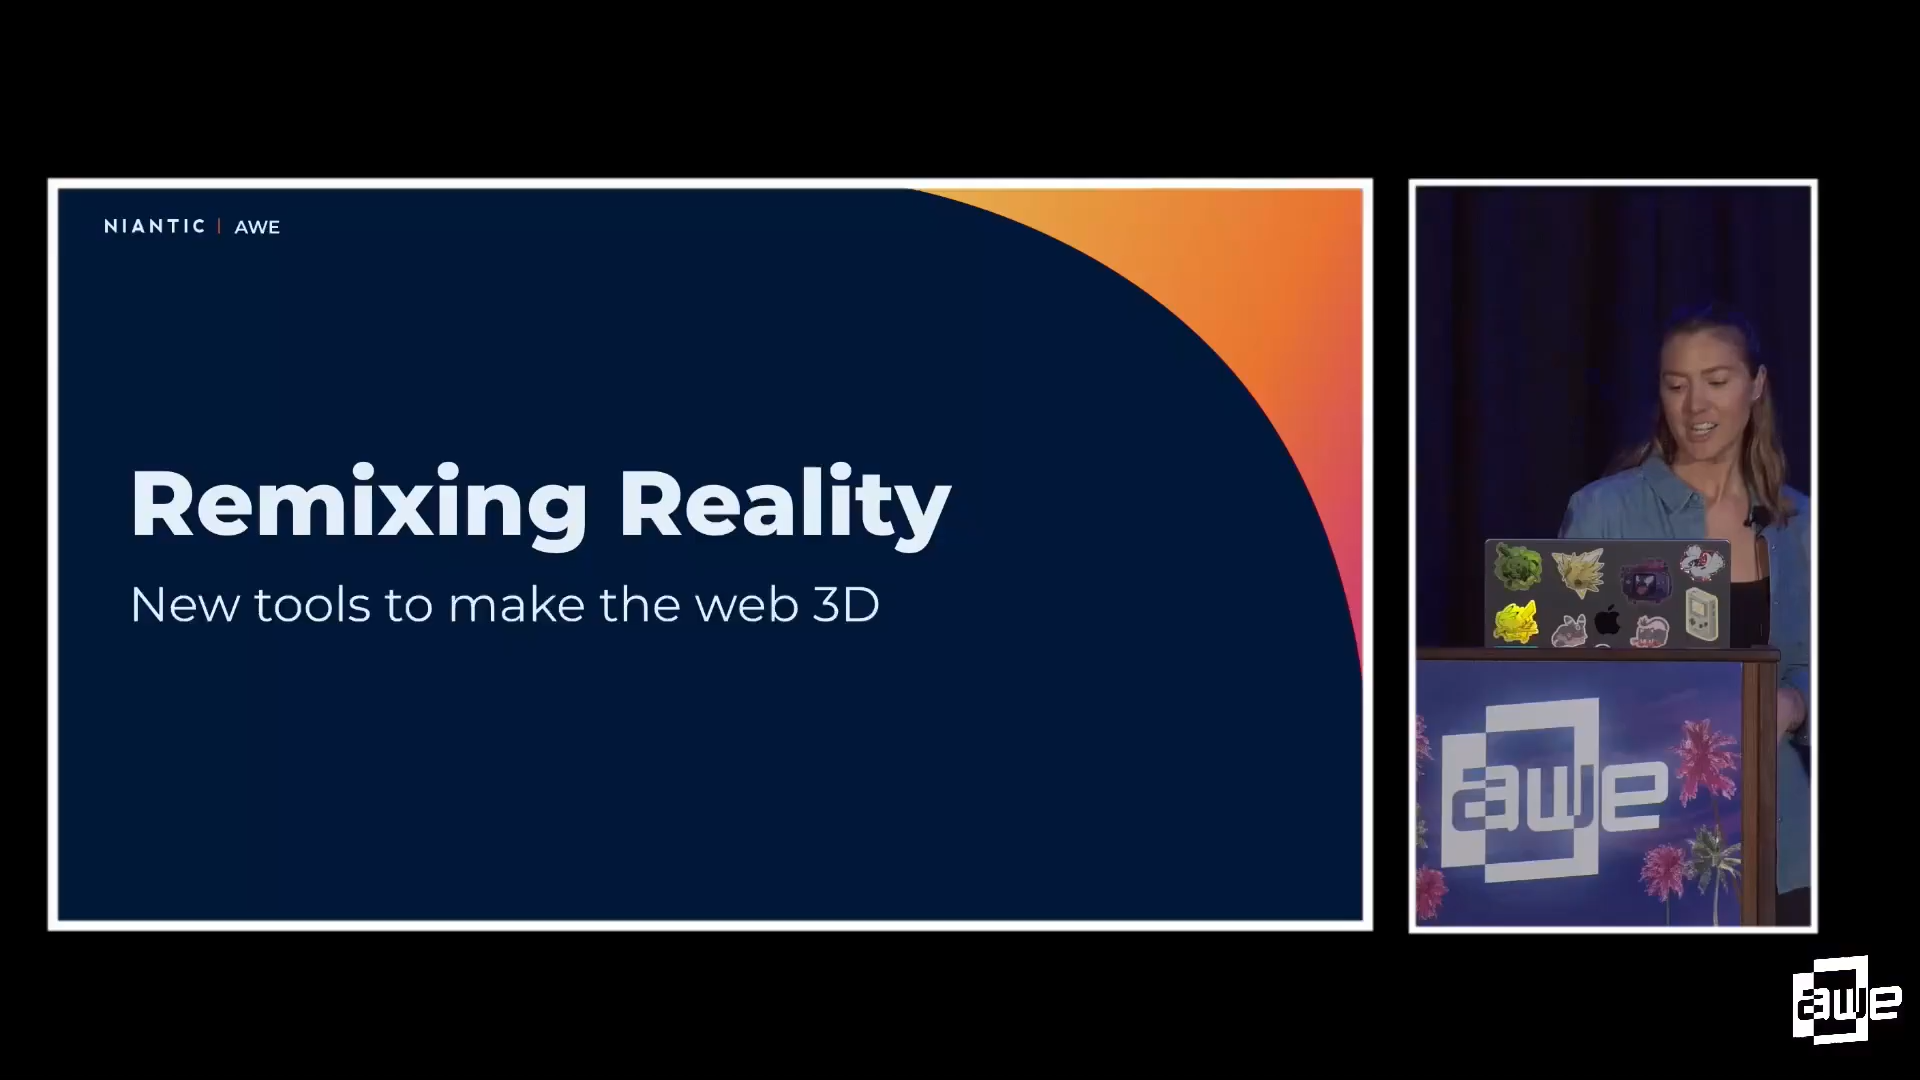 NIANTIC | AWE
Remixing Reality
New tools to make the web 3D
awe
awe